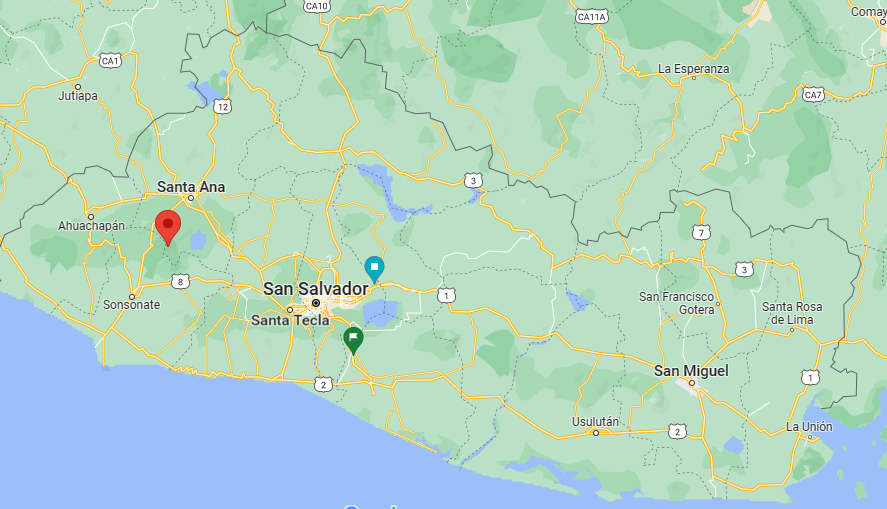 CA10
CA11A
Comay
CA1
La Esperanza
Jutiapa
CA7
12
Santa Ana
3
Ahuachapán
7
3
8
San Salvador
1
San Francisco
Gotera
Sonsonate
Santa Rosa
de Lima
Santa Tecla
San Miguel
1
2
Usulután
2
La Unión